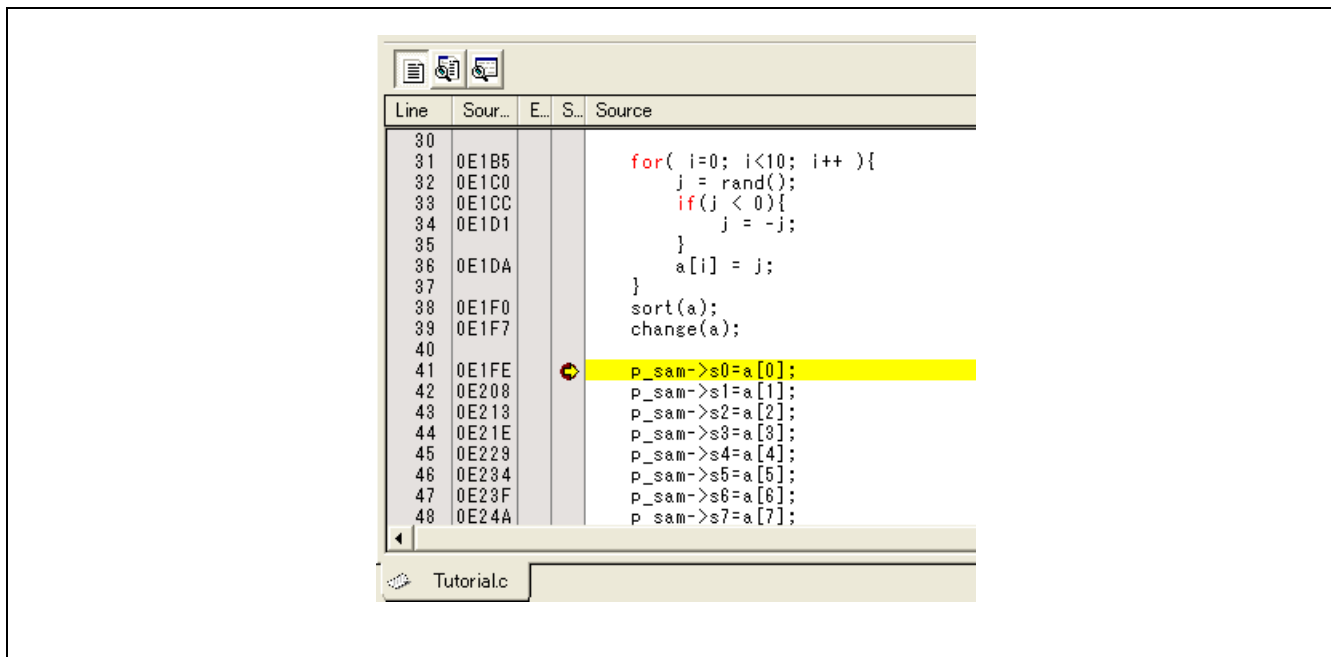 Line Sour... E... S... Source
30
31 0E1B5 for( i=0; i<10; i++ ){
32 0E1C0 j = rand();
33 0E1CC if(j < 0){
34 0E1D1 j = -j;
35 }
36 0E1DA a[i] = j;
37 }
38 0E1F0 sort(a);
39 0E1F7 change(a);
40
41 0E1FE p_sam->s0=a[0];
42 0E208 p_sam->s1=a[1];
43 0E213 p_sam->s2=a[2];
44 0E21E p_sam->s3=a[3];
45 0E229 p_sam->s4=a[4];
46 0E234 p_sam->s5=a[5];
47 0E23F p_sam->s6=a[6];
48 0E24A p_sam->s7=a[7];
Tutorial.c